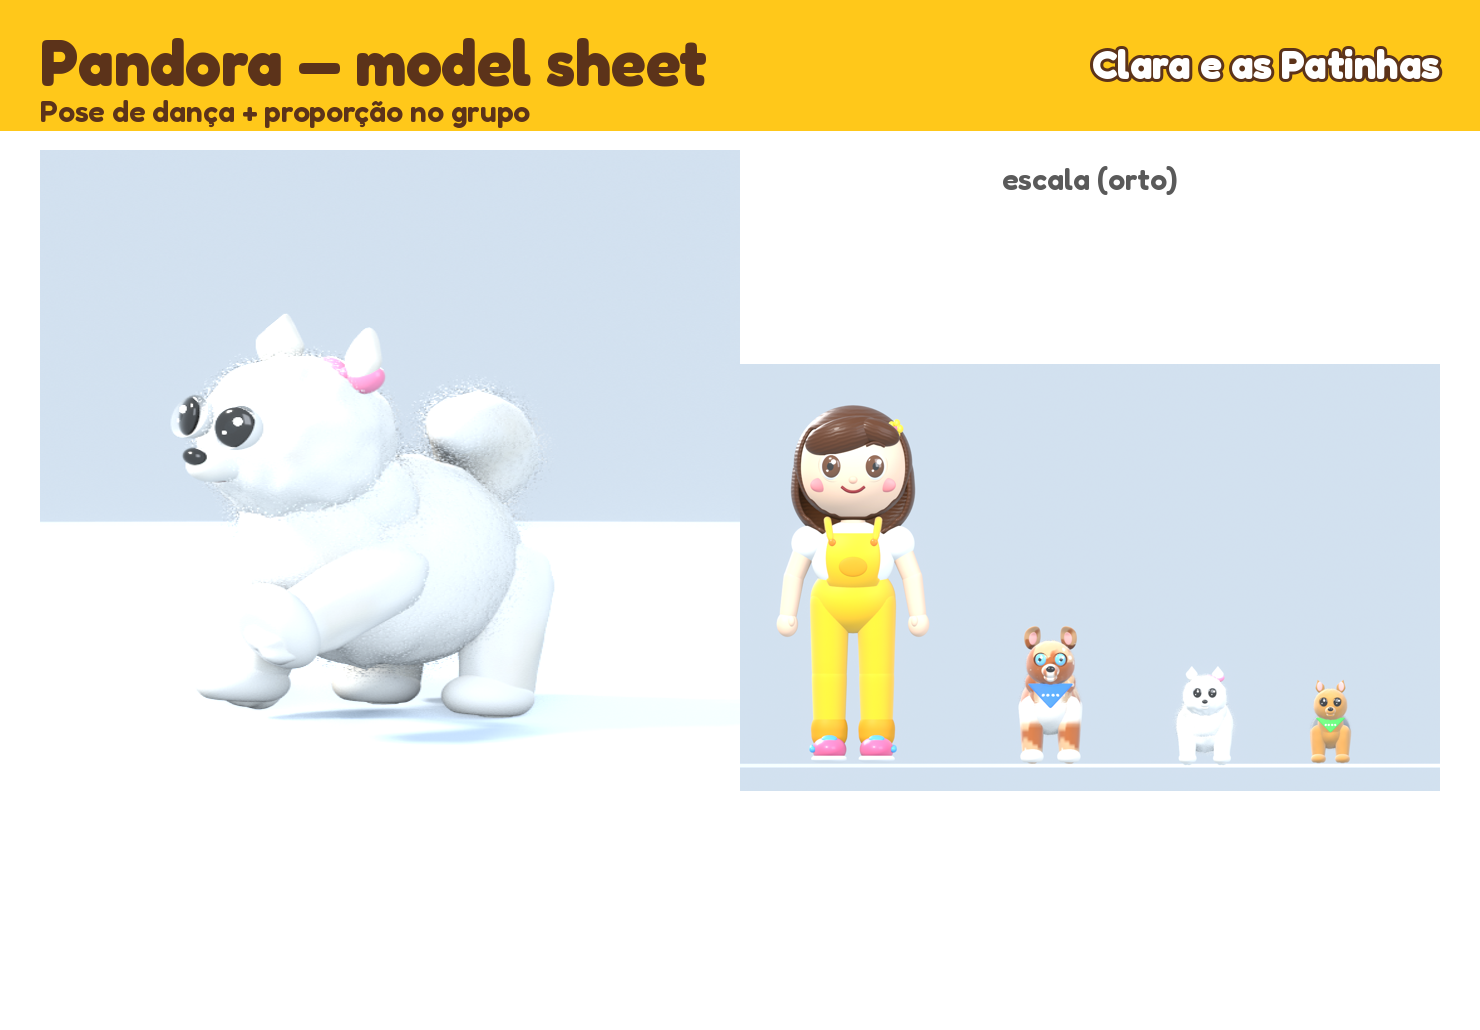 Pandora — model sheet
Clara e as Patinhas
Pose de dança + proporção no grupo
escala (orto)